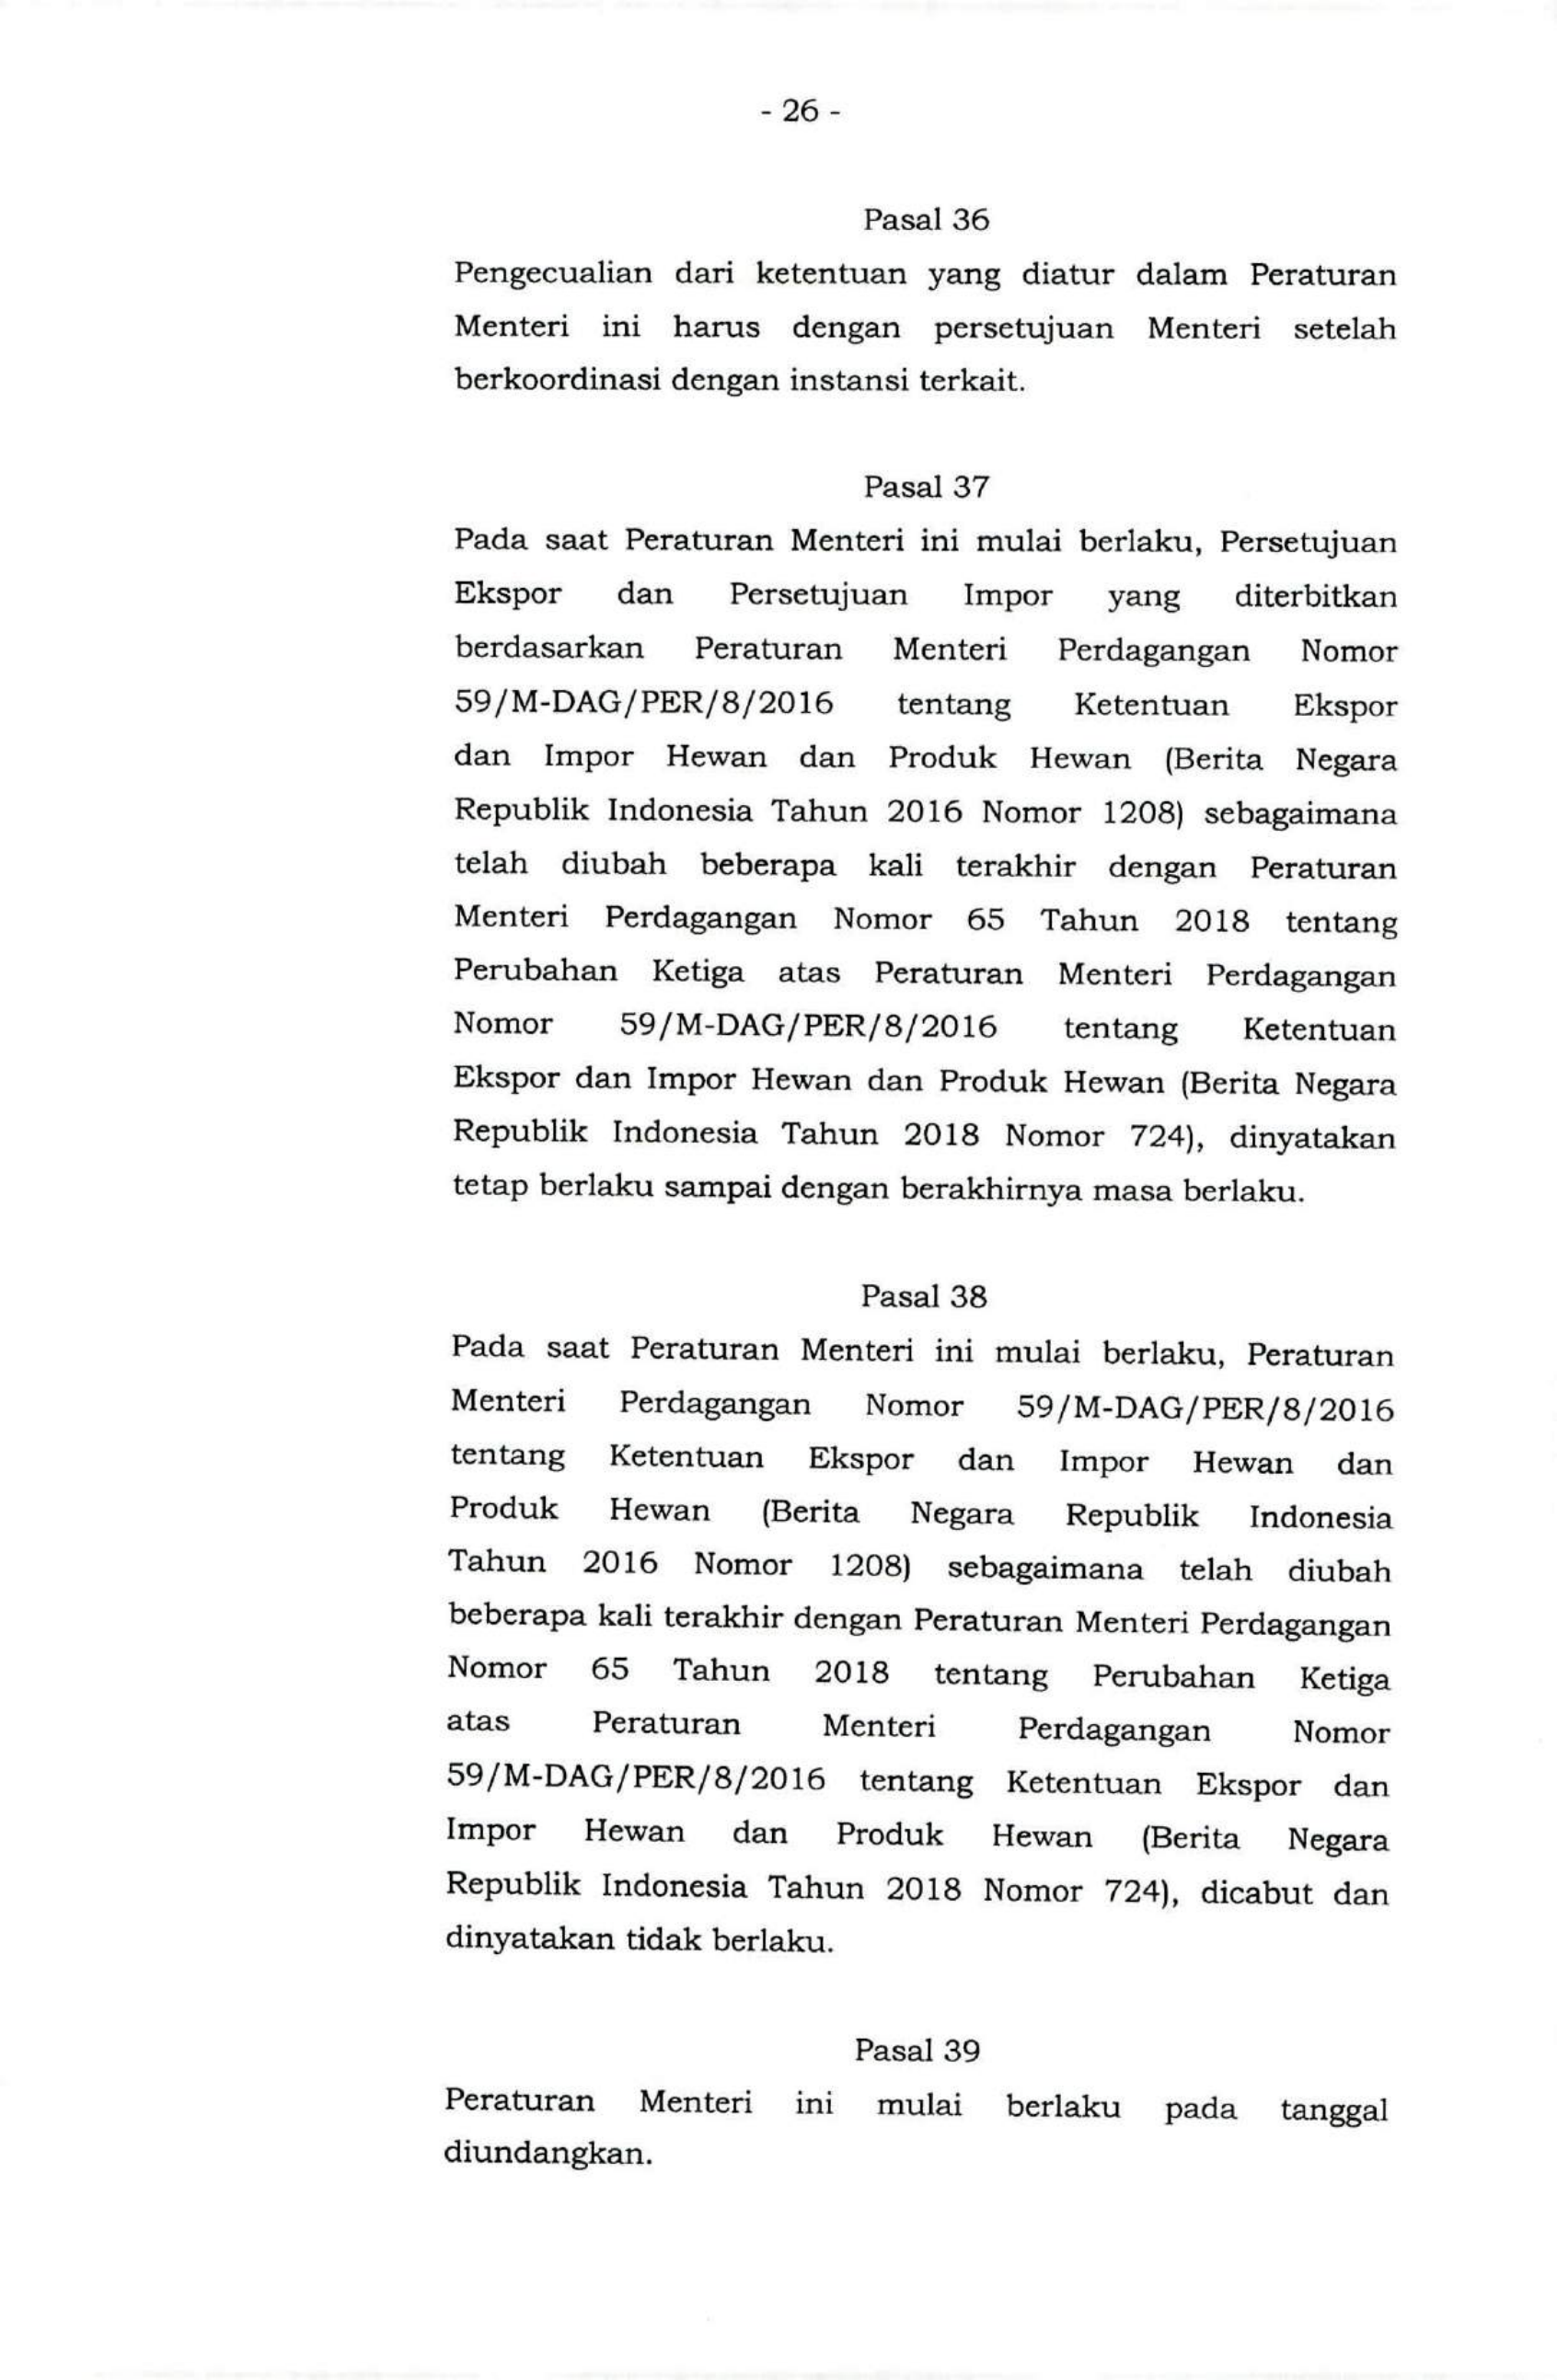 - 26 -
Pasal 36
Pengecualian dari ketentuan yang diatur dalam Peraturan
Menteri ini harus dengan persetujuan Menteri setelah
berkoordinasi dengan instansi terkait.
Pasal 37
Pada saat Peraturan Menteri ini mulai berlaku, Persetujuan
Ekspor dan Persetujuan Impor yang diterbitkan
berdasarkan Peraturan Menteri Perdagangan Nomor
59/M-DAG/PER/8/2016 tentang Ketentuan Ekspor
dan Impor Hewan dan Produk Hewan (Berita Negara
Republik Indonesia Tahun 2016 Nomor 1208) sebagaimana
telah diubah beberapa kali terakhir dengan Peraturan
Menteri Perdagangan Nomor 65 Tahun 2018 tentang
Perubahan Ketiga atas Peraturan Menteri Perdagangan
Nomor 59/M-DAG/PER/8/2016 tentang Ketentuan
Ekspor dan Impor Hewan dan Produk Hewan (Berita Negara
Republik Indonesia Tahun 2018 Nomor 724), dinyatakan
tetap berlaku sampai dengan berakhirnya masa berlaku.
Pasal 38
Pada saat Peraturan Menteri ini mulai berlaku, Peraturan
Menteri Perdagangan Nomor 59/M-DAG/PER/8/2016
tentang Ketentuan Ekspor dan Impor Hewan dan
Produk Hewan (Berita Negara Republik Indonesia
Tahun 2016 Nomor 1208) sebagaimana telah diubah
beberapa kali terakhir dengan Peraturan Menteri Perdagangan
Nomor 65 Tahun 2018 tentang Perubahan Ketiga
atas Peraturan Menteri Perdagangan Nomor
59/M-DAG/PER/8/2016 tentang Ketentuan Ekspor dan
Impor Hewan dan Produk Hewan (Berita Negara
Republik Indonesia Tahun 2018 Nomor 724), dicabut dan
dinyatakan tidak berlaku.
Pasal 39
Peraturan Menteri ini mulai berlaku pada tanggal
diundangkan.